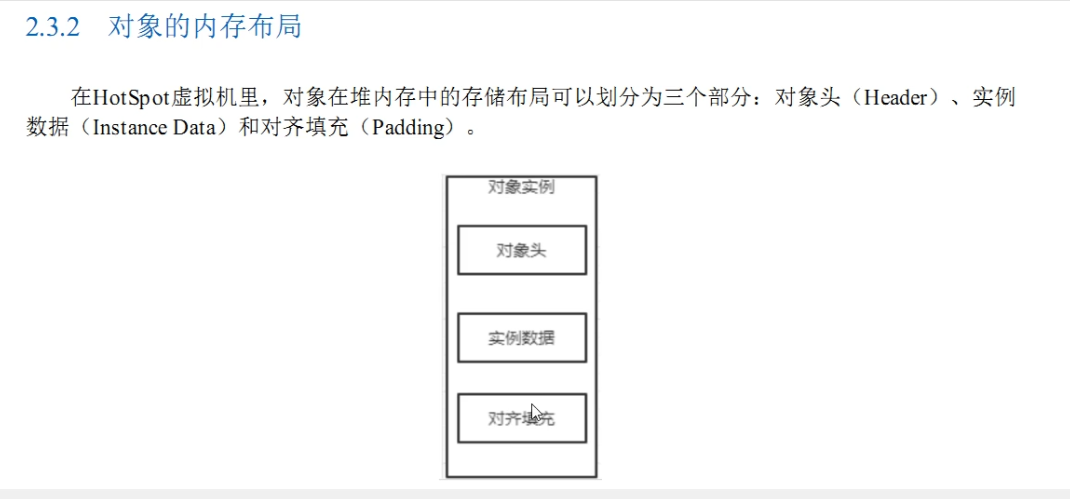 2.3.2 对象的内存布局
在HotSpot虚拟机里，对象在堆内存中的存储布局可以划分为三个部分：对象头（Header）、实例
数据（Instance Data）和对齐填充（Padding）。
对象实例
对象头
实例数据
对齐填充